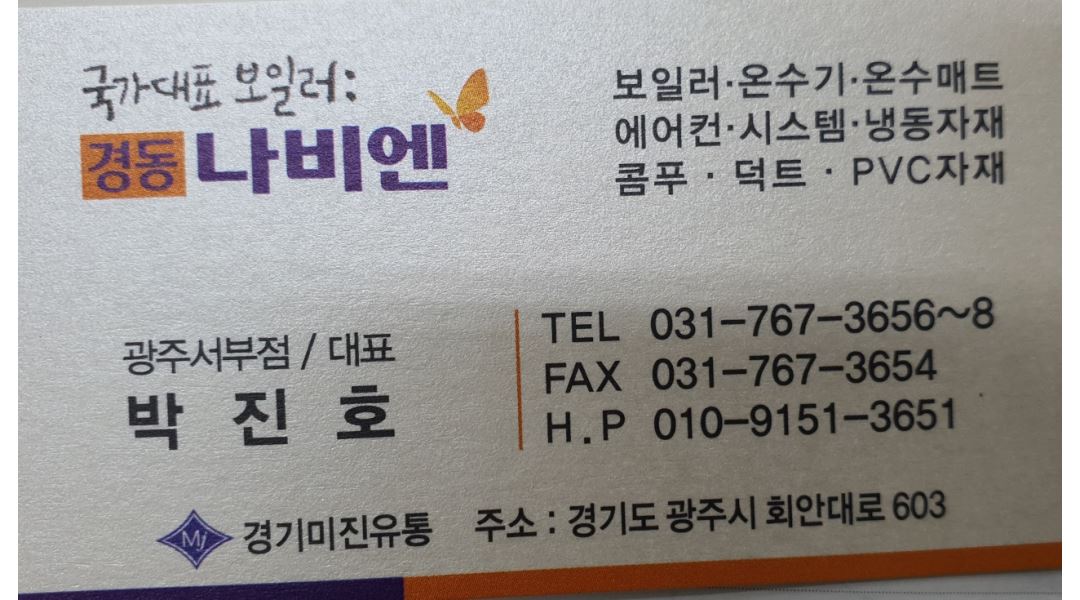 국가대표 보일러:
경동 나비엔
보일러·온수기·온수매트
에어컨·시스템·냉동자재
콤푸 · 덕트 · PVC자재
광주서부점 / 대표
박 진 호
TEL 031-767-3656~8
FAX 031-767-3654
H.P 010-9151-3651
Mj 경기미진유통 주소 : 경기도 광주시 회안대로 603